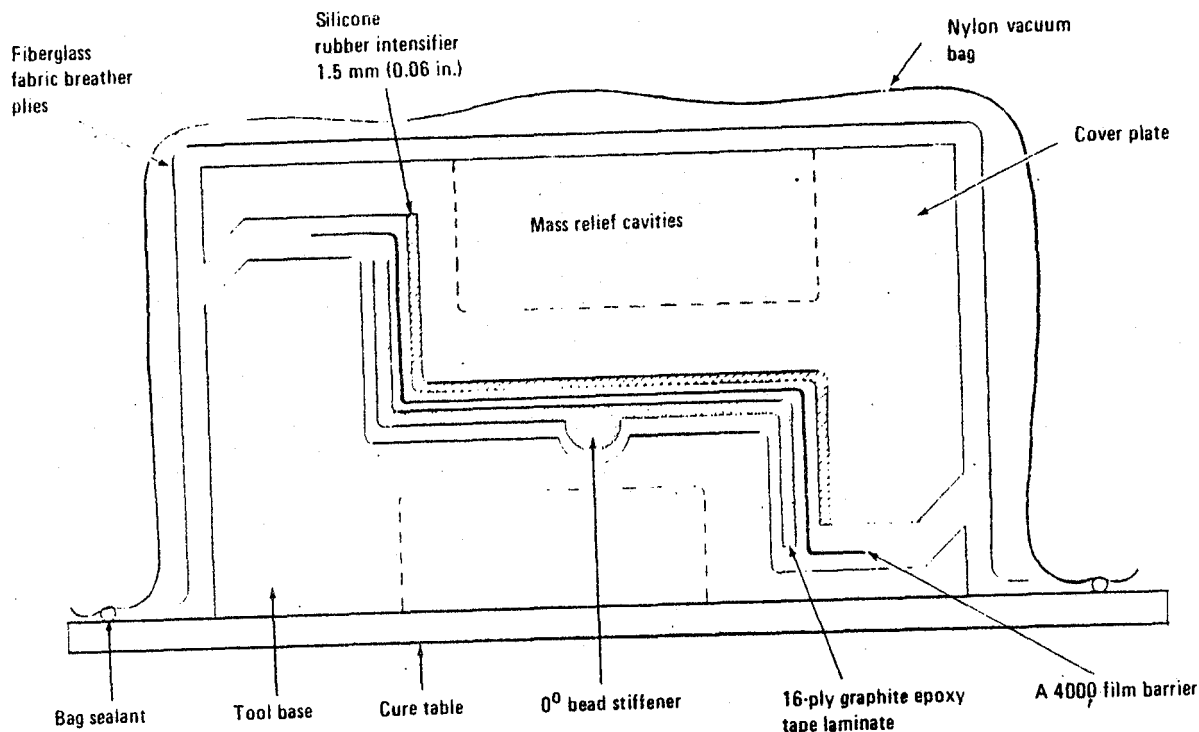 Silicone
rubber intensifier
1.5 mm (0.06 in.)
Nylon vacuum
bag
Fiberglass
fabric breather
plies
Cover plate
Mass relief cavities
Bag sealant
Tool base
Cure table
0⁰ bead stiffener
16-ply graphite epoxy
tape laminate
A 4000 film barrier